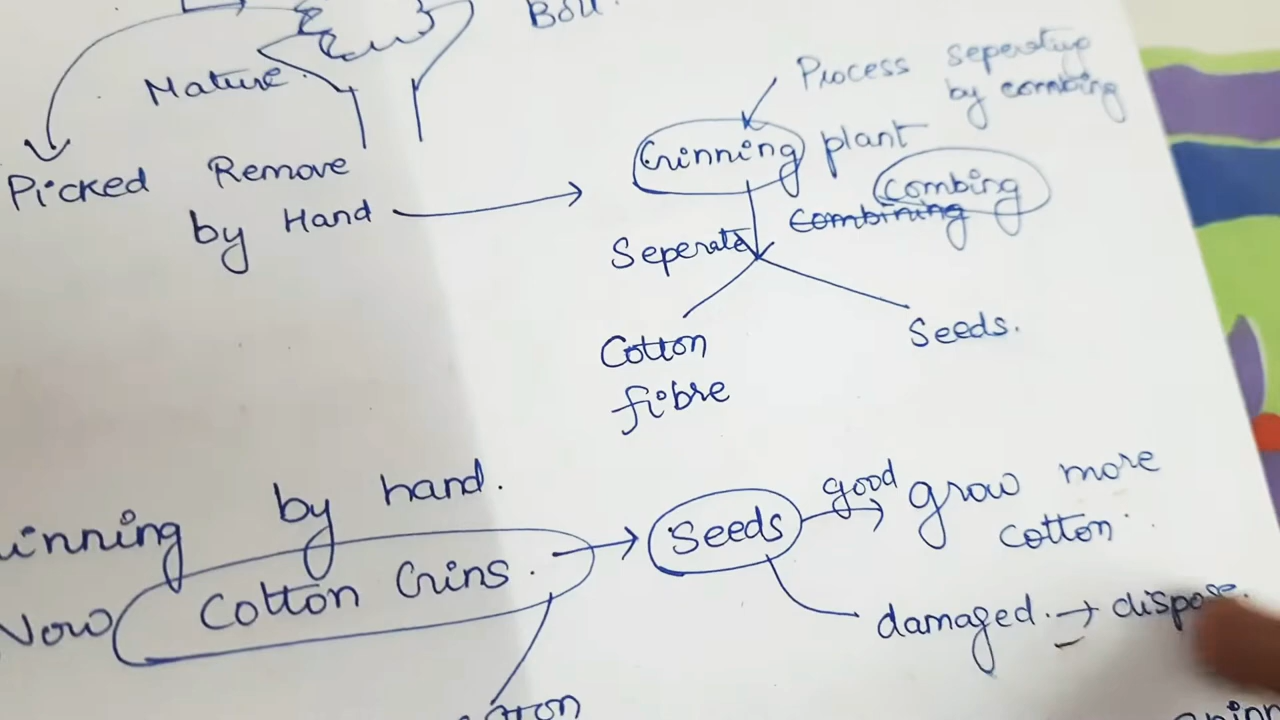 Boll.
Mature.
Process seperating
by combing
Picked Remove
by Hand
Ginning plant
combing
Combining
Seperate
Cotton
fibre
Seeds.
by hand.
Now Cotton Gins.
Seeds good grow more
cotton
damaged. → dispose.